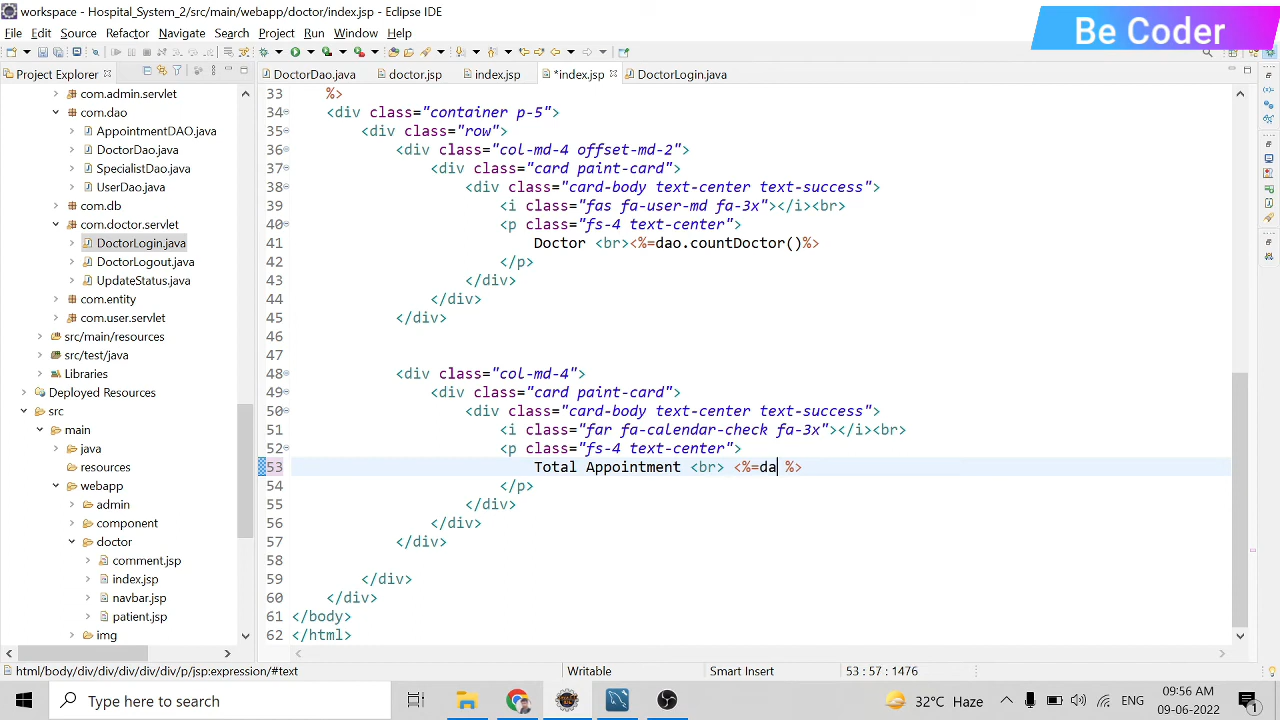 workspace - Hospital_System_2/src/main/webapp/doctor/index.jsp - Eclipse IDE
Be Coder
File Edit Source Refactor Navigate Search Project Run Window Help
Project Explorer
DoctorDao.java
doctor.jsp
index.jsp
*index.jsp
DoctorLogin.java
com.admin.servlet
com.dao
AppointmentDAO.java
DoctorDao.java
SpecialistDao.java
UserDao.java
com.db
com.doctor.servlet
DoctorLogin.java
DoctorLogout.java
UpdateStatus.java
com.entity
com.user.servlet
src/main/resources
src/test/java
Libraries
Deployed Resources
src
main
java
resources
webapp
admin
component
doctor
comment.jsp
index.jsp
navbar.jsp
patient.jsp
img
33 %>
34 <div class="container p-5">
35 <div class="row">
36 <div class="col-md-4 offset-md-2">
37 <div class="card paint-card">
38 <div class="card-body text-center text-success">
39 <i class="fas fa-user-md fa-3x"></i><br>
40 <p class="fs-4 text-center">
41 Doctor <br><%=dao.countDoctor()%>
42 </p>
43 </div>
44 </div>
45 </div>
46
47
48 <div class="col-md-4">
49 <div class="card paint-card">
50 <div class="card-body text-center text-success">
51 <i class="far fa-calendar-check fa-3x"></i><br>
52 <p class="fs-4 text-center">
53 Total Appointment <br> <%=da %>
54 </p>
55 </div>
56 </div>
57 </div>
58
59 </div>
60 </div>
61 </body>
62 </html>
html/body/div/div/div/div/div/p/jsp:expression/#text
Writable
Smart Insert
53 : 57 : 1476
Type here to search
32°C Haze
ENG
09:56 AM
09-06-2022
1